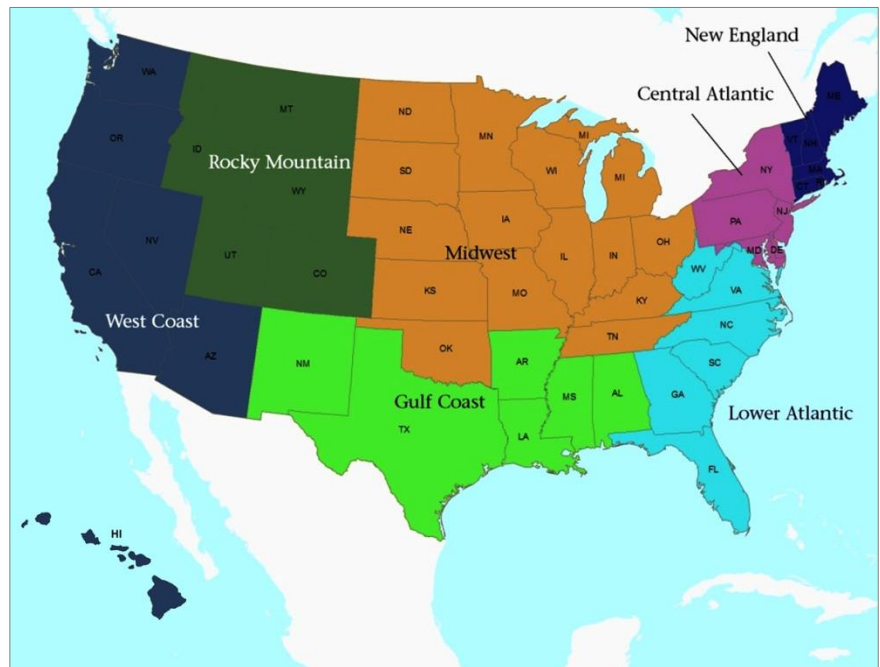 New England
Central Atlantic
WA
MT
ND
MN
MI
ME
VT
NH
OR
ID
Rocky Mountain
SD
WI
MI
NY
MA
CT
RI
WY
IA
PA
NJ
NV
UT
NE
Midwest
IL
IN
OH
MD
DE
CA
CO
KS
MO
WV
VA
KY
West Coast
NC
AZ
NM
OK
AR
TN
SC
Gulf Coast
MS
AL
GA
Lower Atlantic
TX
LA
FL
HI